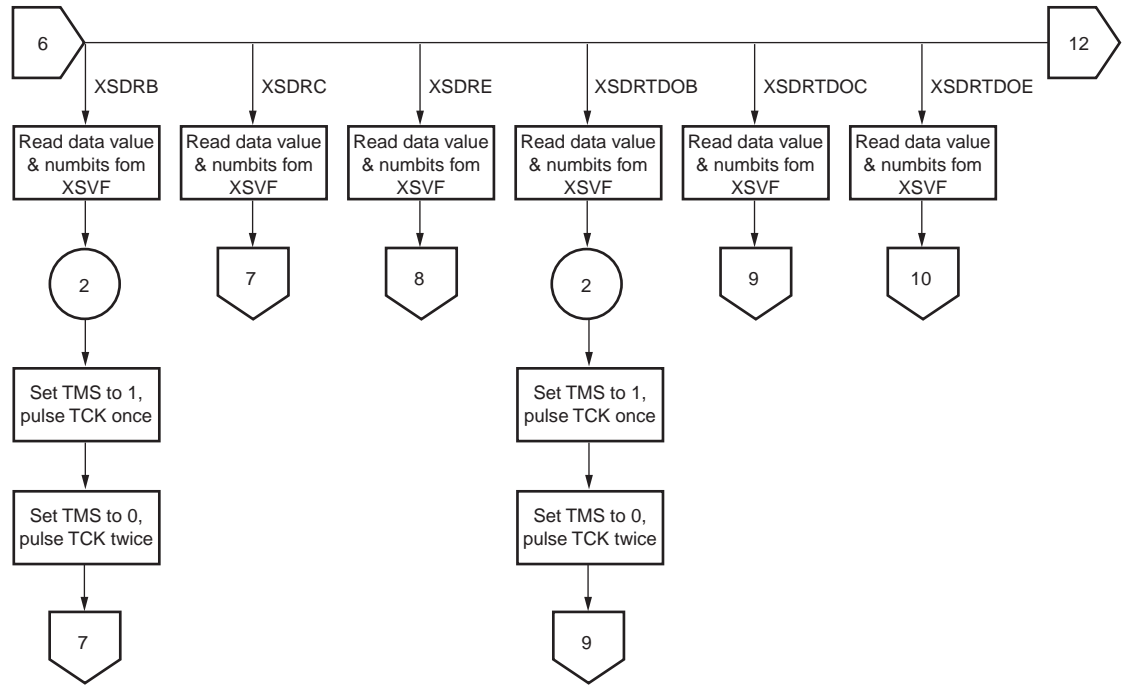 6
12
XSDRB
XSDRC
XSDRE
XSDRTDOB
XSDRTDOC
XSDRTDOE
Read data value
& numbits fom
XSVF
Read data value
& numbits fom
XSVF
Read data value
& numbits fom
XSVF
Read data value
& numbits fom
XSVF
Read data value
& numbits fom
XSVF
Read data value
& numbits fom
XSVF
2
7
8
2
9
10
Set TMS to 1,
pulse TCK once
Set TMS to 1,
pulse TCK once
Set TMS to 0,
pulse TCK twice
Set TMS to 0,
pulse TCK twice
7
9